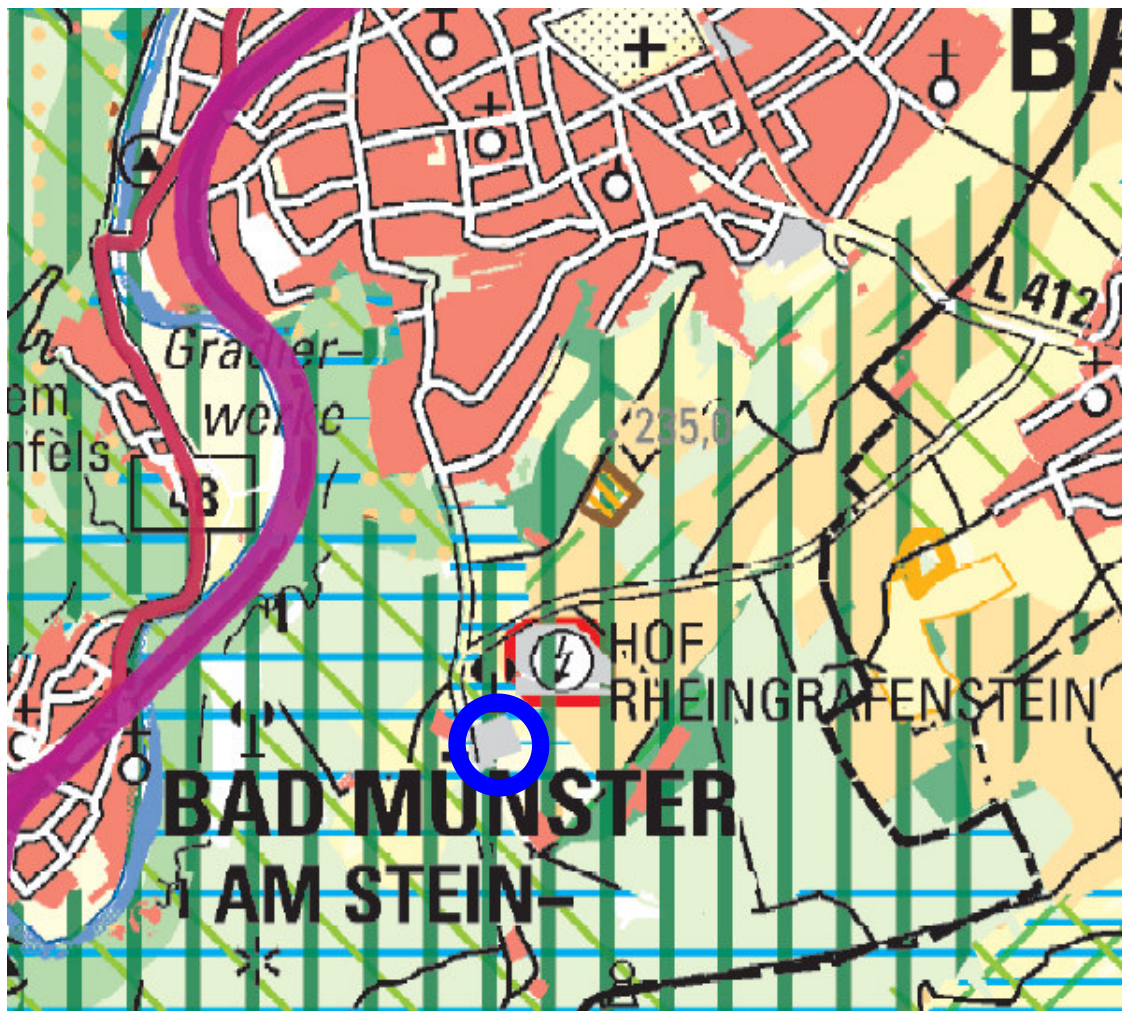 BA
L 412
Gradier–
werke
em
nfels
48
235,0
HOF
RHEINGRAFENSTEIN
BAD MÜNSTER
AM STEIN–